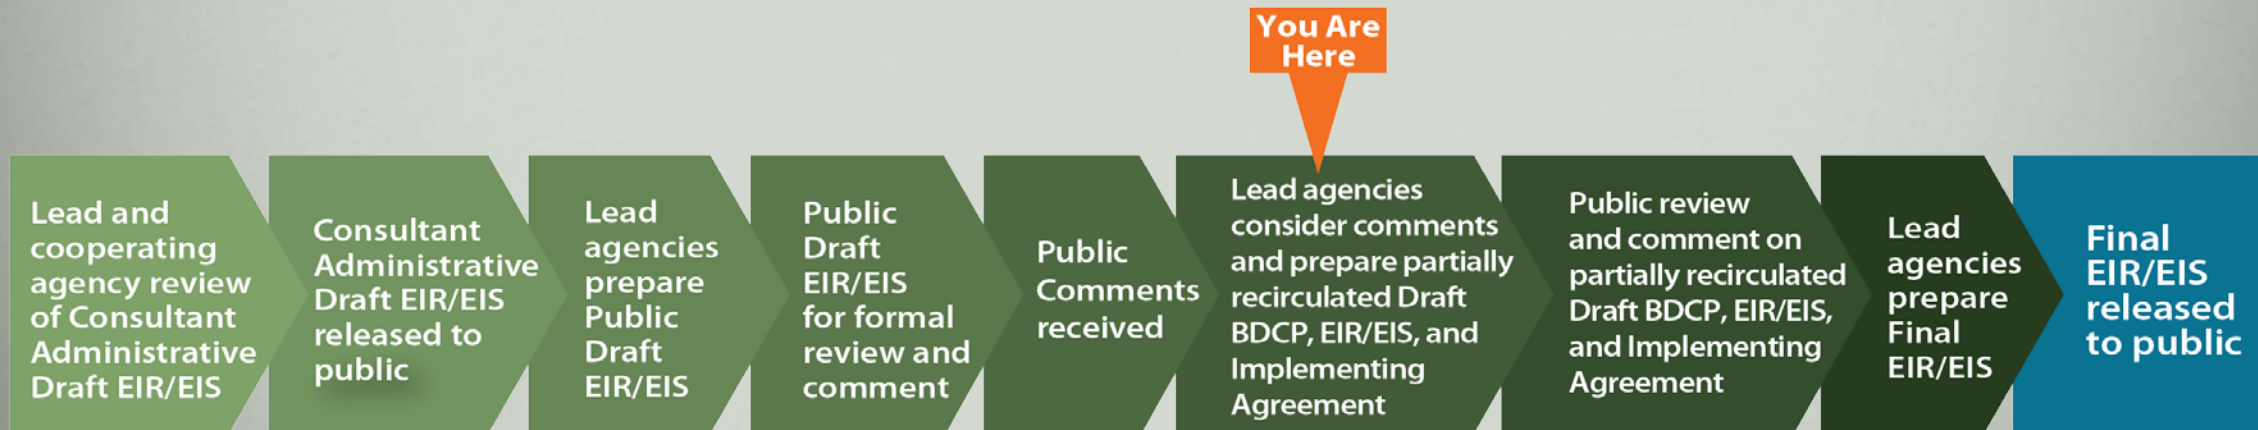 You Are
Here
Lead and
cooperating
agency review
of Consultant
Administrative
Draft EIR/EIS
Consultant
Administrative
Draft EIR/EIS
released to
public
Lead
agencies
prepare
Public
Draft
EIR/EIS
Public
Draft
EIR/EIS
for formal
review and
comment
Public
Comments
received
Lead agencies
consider comments
and prepare partially
recirculated Draft
BDCP, EIR/EIS, and
Implementing
Agreement
Public review
and comment on
partially recirculated
Draft BDCP, EIR/EIS,
and Implementing
Agreement
Lead
agencies
prepare
Final
EIR/EIS
Final
EIR/EIS
released
to public